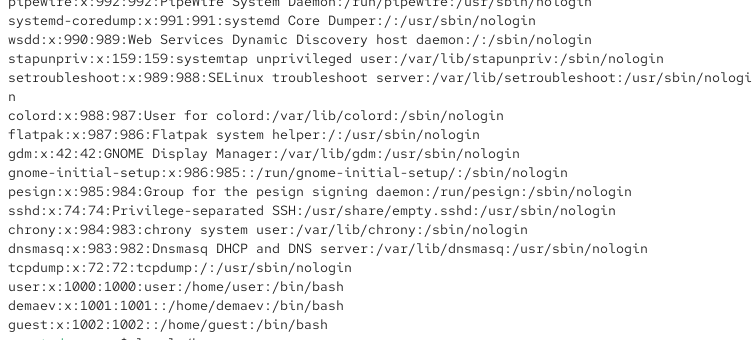 pipewire:x:992:992:PipeWire System Daemon:/run/pipewire:/usr/sbin/nologin
systemd-coredump:x:991:991:systemd Core Dumper:/:/usr/sbin/nologin
wsdd:x:990:989:Web Services Dynamic Discovery host daemon:/:/sbin/nologin
stapunpriv:x:159:159:systemtap unprivileged user:/var/lib/stapunpriv:/sbin/nologin
setroubleshoot:x:989:988:SELinux troubleshoot server:/var/lib/setroubleshoot:/usr/sbin/nologi
n
colord:x:988:987:User for colord:/var/lib/colord:/sbin/nologin
flatpak:x:987:986:Flatpak system helper:/:/usr/sbin/nologin
gdm:x:42:42:GNOME Display Manager:/var/lib/gdm:/usr/sbin/nologin
gnome-initial-setup:x:986:985::/run/gnome-initial-setup/:/sbin/nologin
pesign:x:985:984:Group for the pesign signing daemon:/run/pesign:/sbin/nologin
sshd:x:74:74:Privilege-separated SSH:/usr/share/empty.sshd:/usr/sbin/nologin
chrony:x:984:983:chrony system user:/var/lib/chrony:/sbin/nologin
dnsmasq:x:983:982:Dnsmasq DHCP and DNS server:/var/lib/dnsmasq:/usr/sbin/nologin
tcpdump:x:72:72:tcpdump:/:/usr/sbin/nologin
user:x:1000:1000:user:/home/user:/bin/bash
demaev:x:1001:1001::/home/demaev:/bin/bash
guest:x:1002:1002::/home/guest:/bin/bash